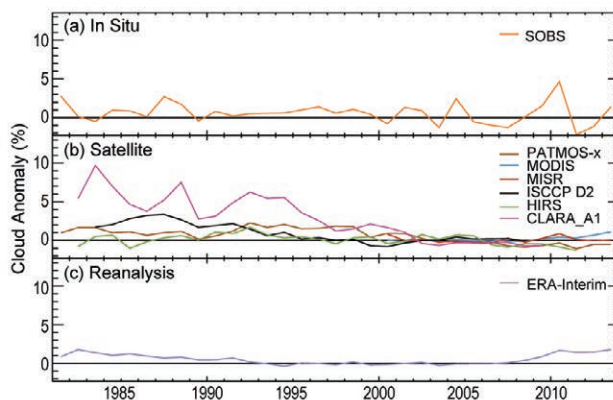 (a) In Situ
SOBS
10
5
0
(b) Satellite
PATMOS-x
MODIS
MISR
ISCCP D2
HIRS
CLARA_A1
10
5
0
Cloud Anomaly (%)
(c) Reanalysis
ERA-Interim
10
5
0
1985 1990 1995 2000 2005 2010